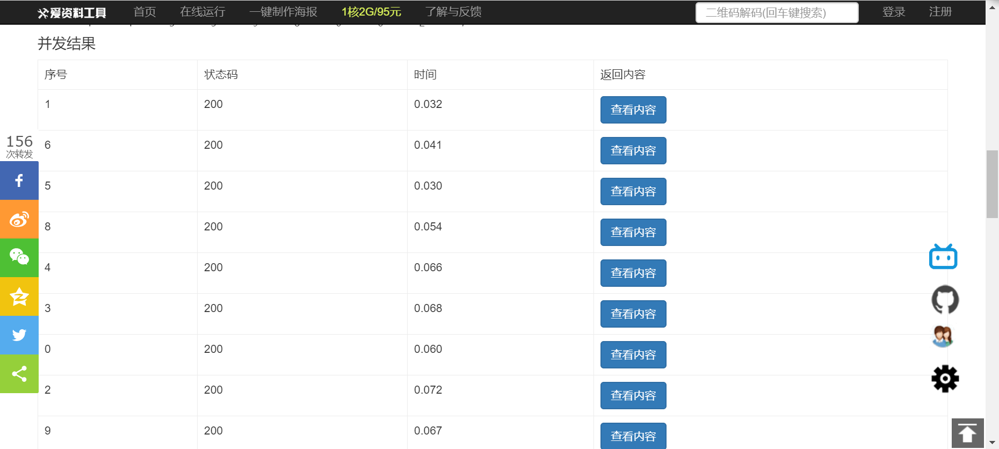 爱资料工具 首页 在线运行 一键制作海报 1核2G/95元 了解与反馈 二维码解码(回车键搜索) 登录 注册
并发结果
序号 状态码 时间 返回内容
1 200 0.032 查看内容
156
次转发
6 200 0.041 查看内容
5 200 0.030 查看内容
8 200 0.054 查看内容
4 200 0.066 查看内容
3 200 0.068 查看内容
0 200 0.060 查看内容
2 200 0.072 查看内容
9 200 0.067 查看内容